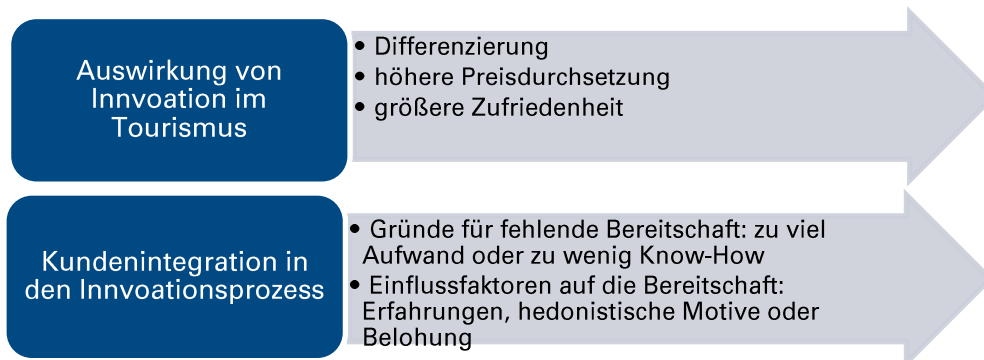 Auswirkung von
Innvoation im
Tourismus
• Differenzierung
• höhere Preisdurchsetzung
• größere Zufriedenheit
Kundenintegration in
den Innvoationsprozess
• Gründe für fehlende Bereitschaft: zu viel
Aufwand oder zu wenig Know-How
• Einflussfaktoren auf die Bereitschaft:
Erfahrungen, hedonistische Motive oder
Belohung